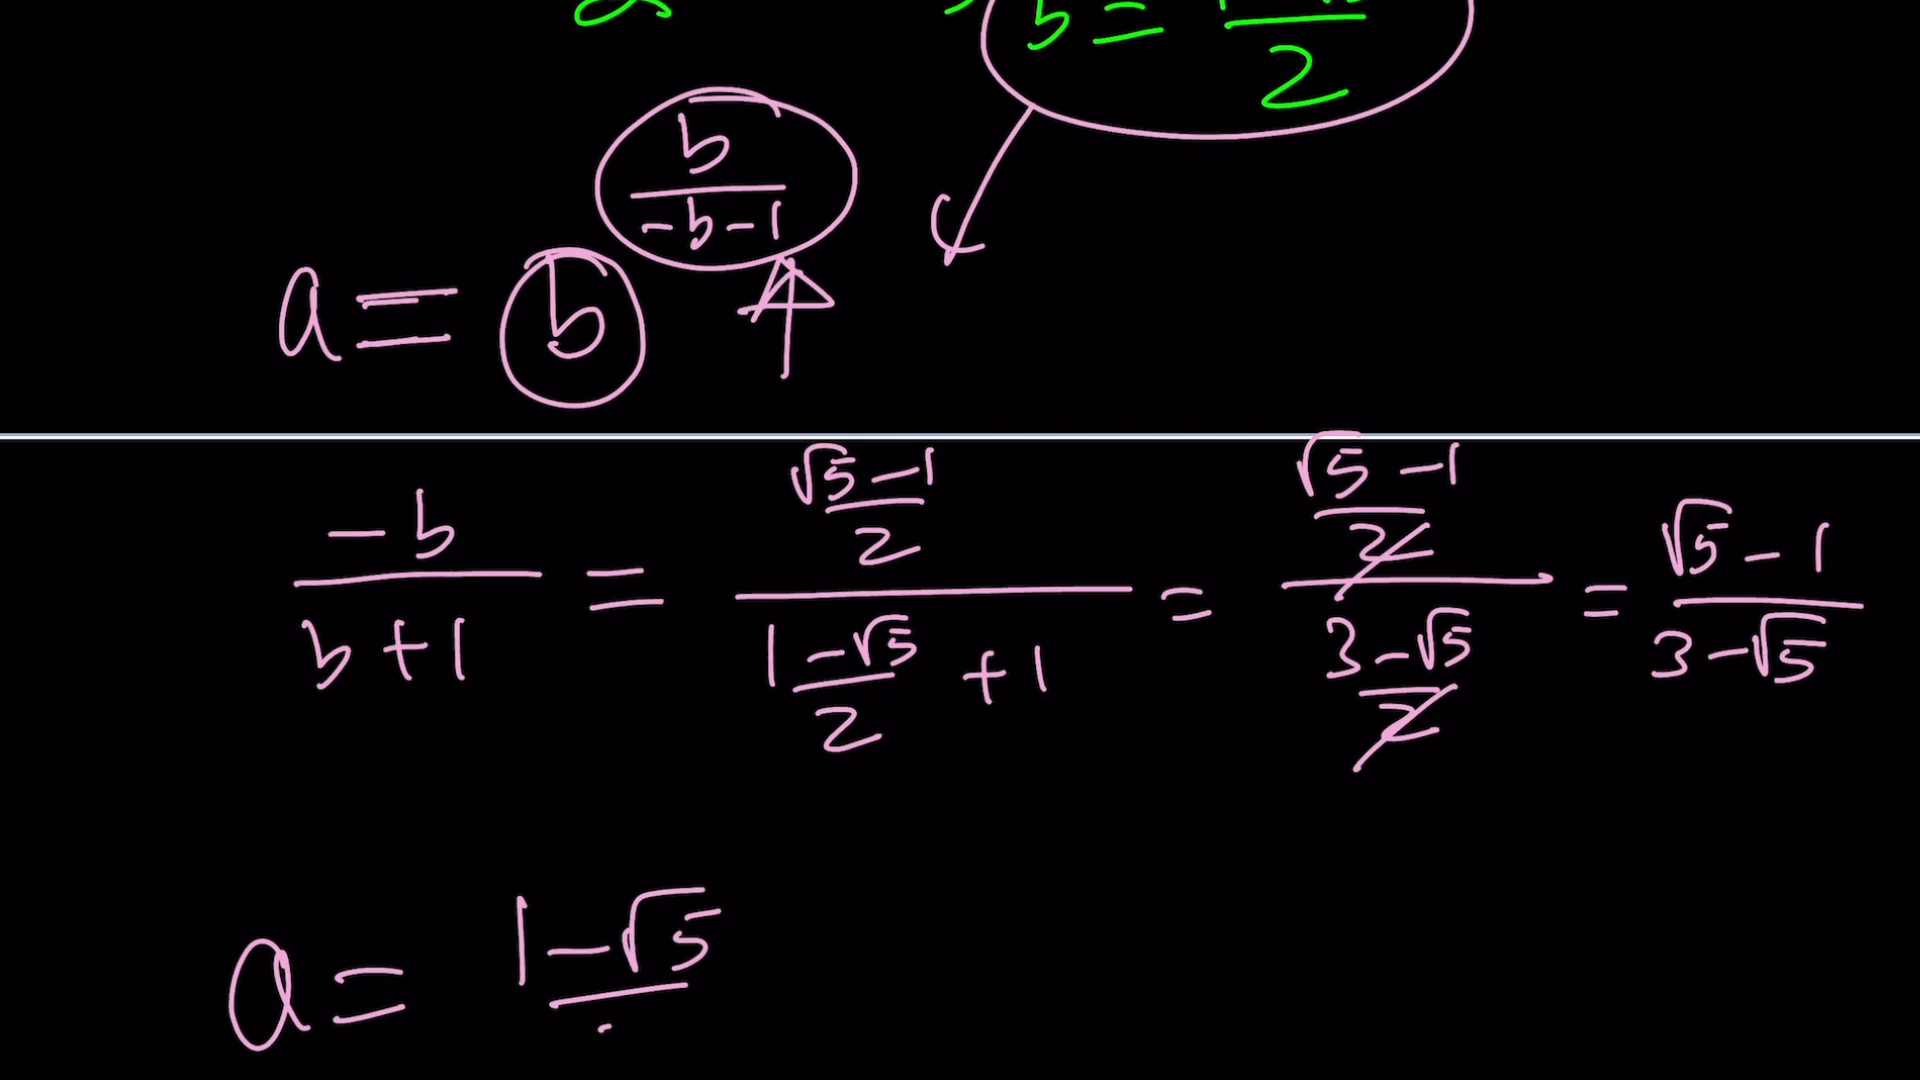 b = 2
a = b^(b/(-b-1))
-b/(b+1) = ((√5-1)/2)/((1-√5)/2 + 1) = ((√5-1)/2)/((3-√5)/2) = (√5-1)/(3-√5)
a = 1-√5